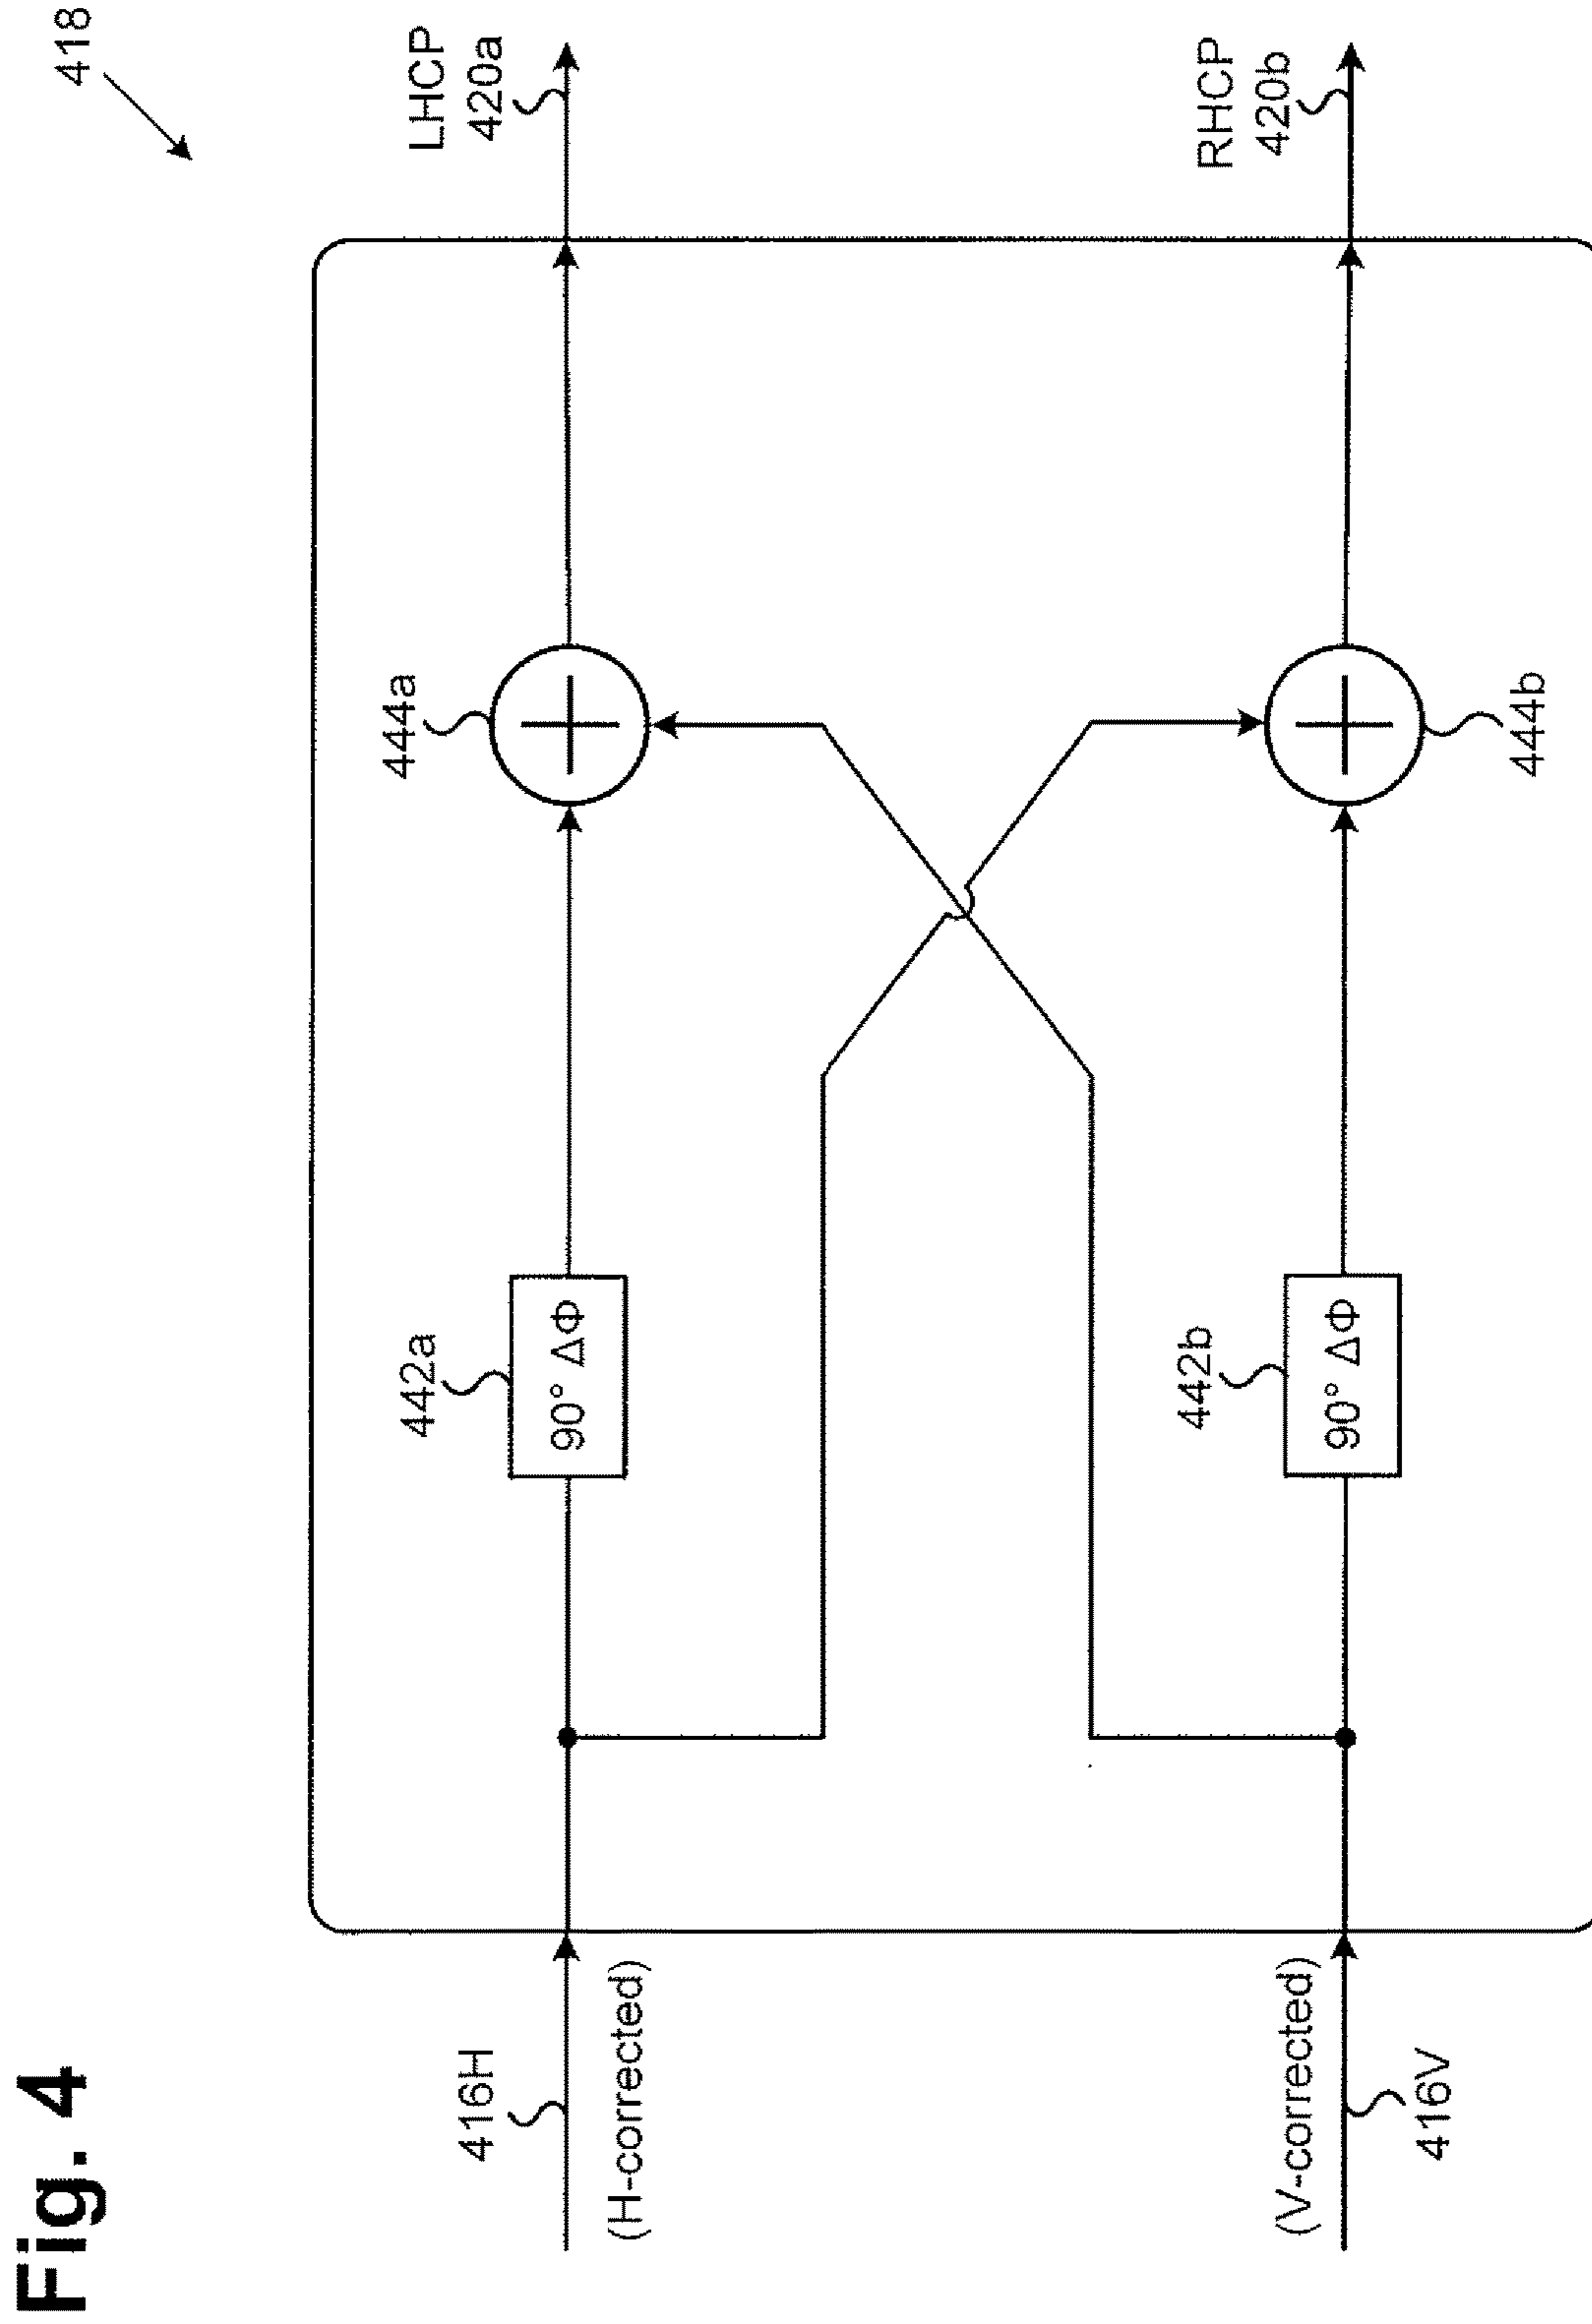 Fig. 4
418
416H
(H-corrected)
442a
90° ΔΦ
444a
LHCP
420a
(V-corrected)
416V
442b
90° ΔΦ
444b
RHCP
420b